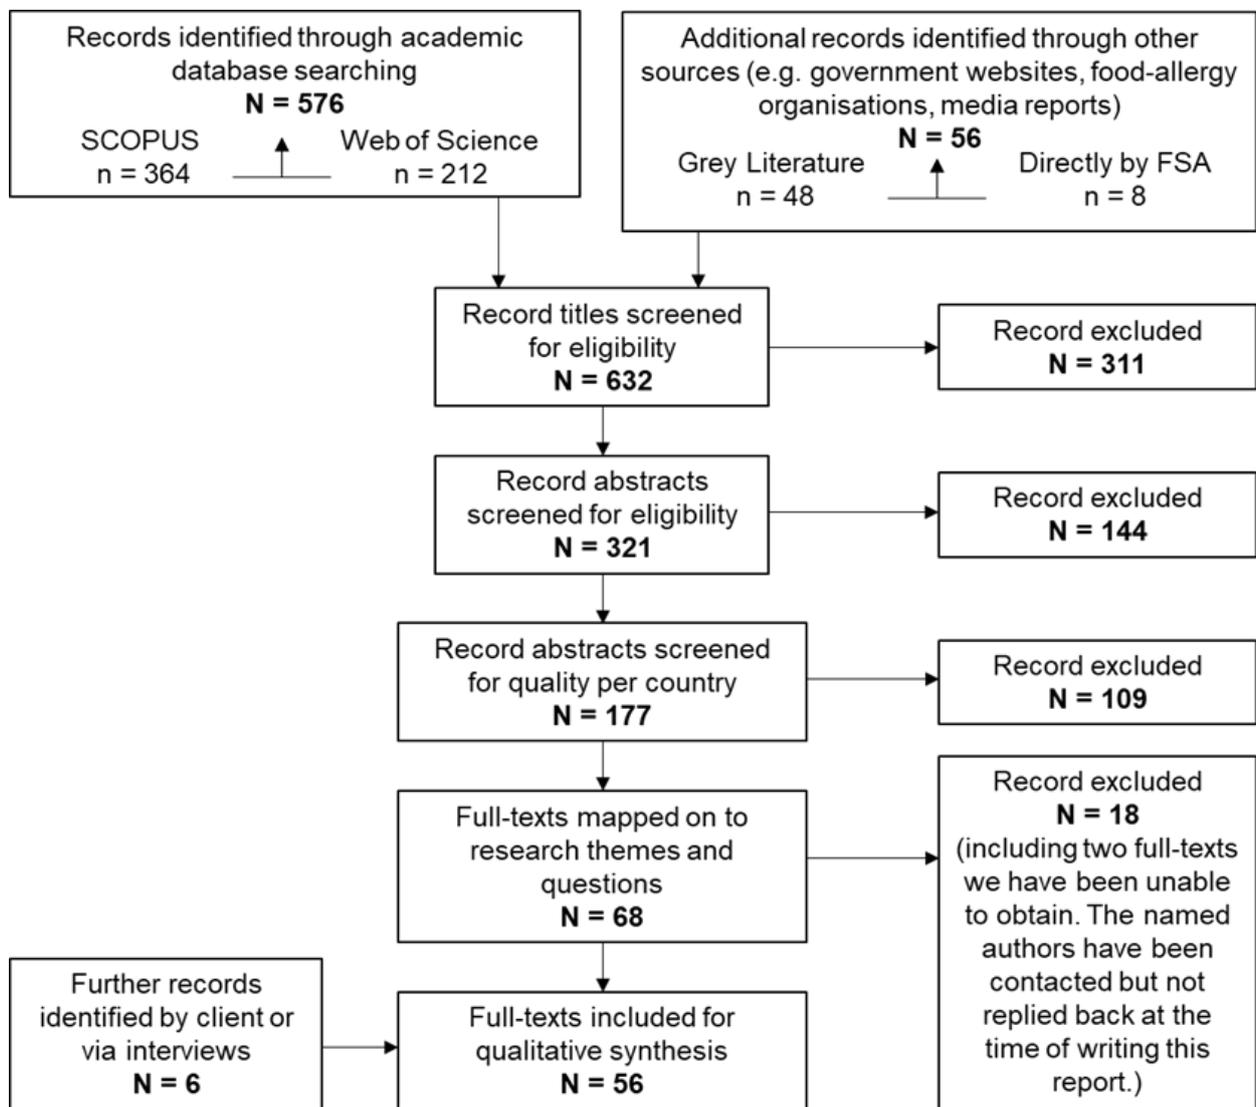 Records identified through academic
database searching
N = 576
SCOPUS
n = 364
Web of Science
n = 212
Additional records identified through other
sources (e.g. government websites, food-allergy
organisations, media reports)
N = 56
Grey Literature
n = 48
Directly by FSA
n = 8
Record titles screened
for eligibility
N = 632
Record excluded
N = 311
Record abstracts
screened for eligibility
N = 321
Record excluded
N = 144
Record abstracts screened
for quality per country
N = 177
Record excluded
N = 109
Full-texts mapped on to
research themes and
questions
N = 68
Record excluded
N = 18
(including two full-texts
we have been unable
to obtain. The named
authors have been
contacted but not
replied back at the
time of writing this
report.)
Further records
identified by client or
via interviews
N = 6
Full-texts included for
qualitative synthesis
N = 56